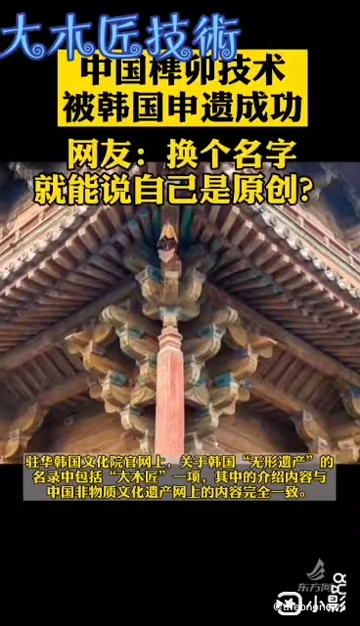 大木匠技術
中国榫卯技术
被韩国申遗成功
网友：换个名字
就能说自己是原创？
驻华韩国文化院官网上，关于韩国“无形遗产”的
名录中包括“大木匠”一项，其中的介绍内容与
中国非物质文化遗产网上的内容完全一致。
东方网
小影